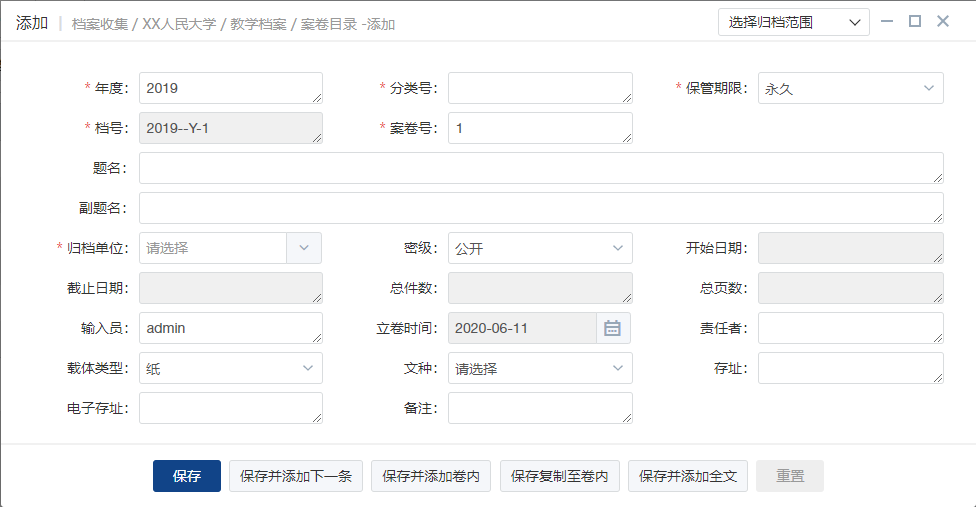 添加 | 档案收集 / XX人民大学 / 教学档案 / 案卷目录 -添加 选择归档范围
* 年度: 2019 * 分类号: * 保管期限: 永久
* 档号: 2019--Y-1 * 案卷号: 1
题名:
副题名:
* 归档单位: 请选择 密级: 公开 开始日期:
截止日期: 总件数: 总页数:
输入员: admin 立卷时间: 2020-06-11 责任者:
载体类型: 纸 文种: 请选择 存址:
电子存址: 备注:
保存 保存并添加下一条 保存并添加卷内 保存复制至卷内 保存并添加全文 重置